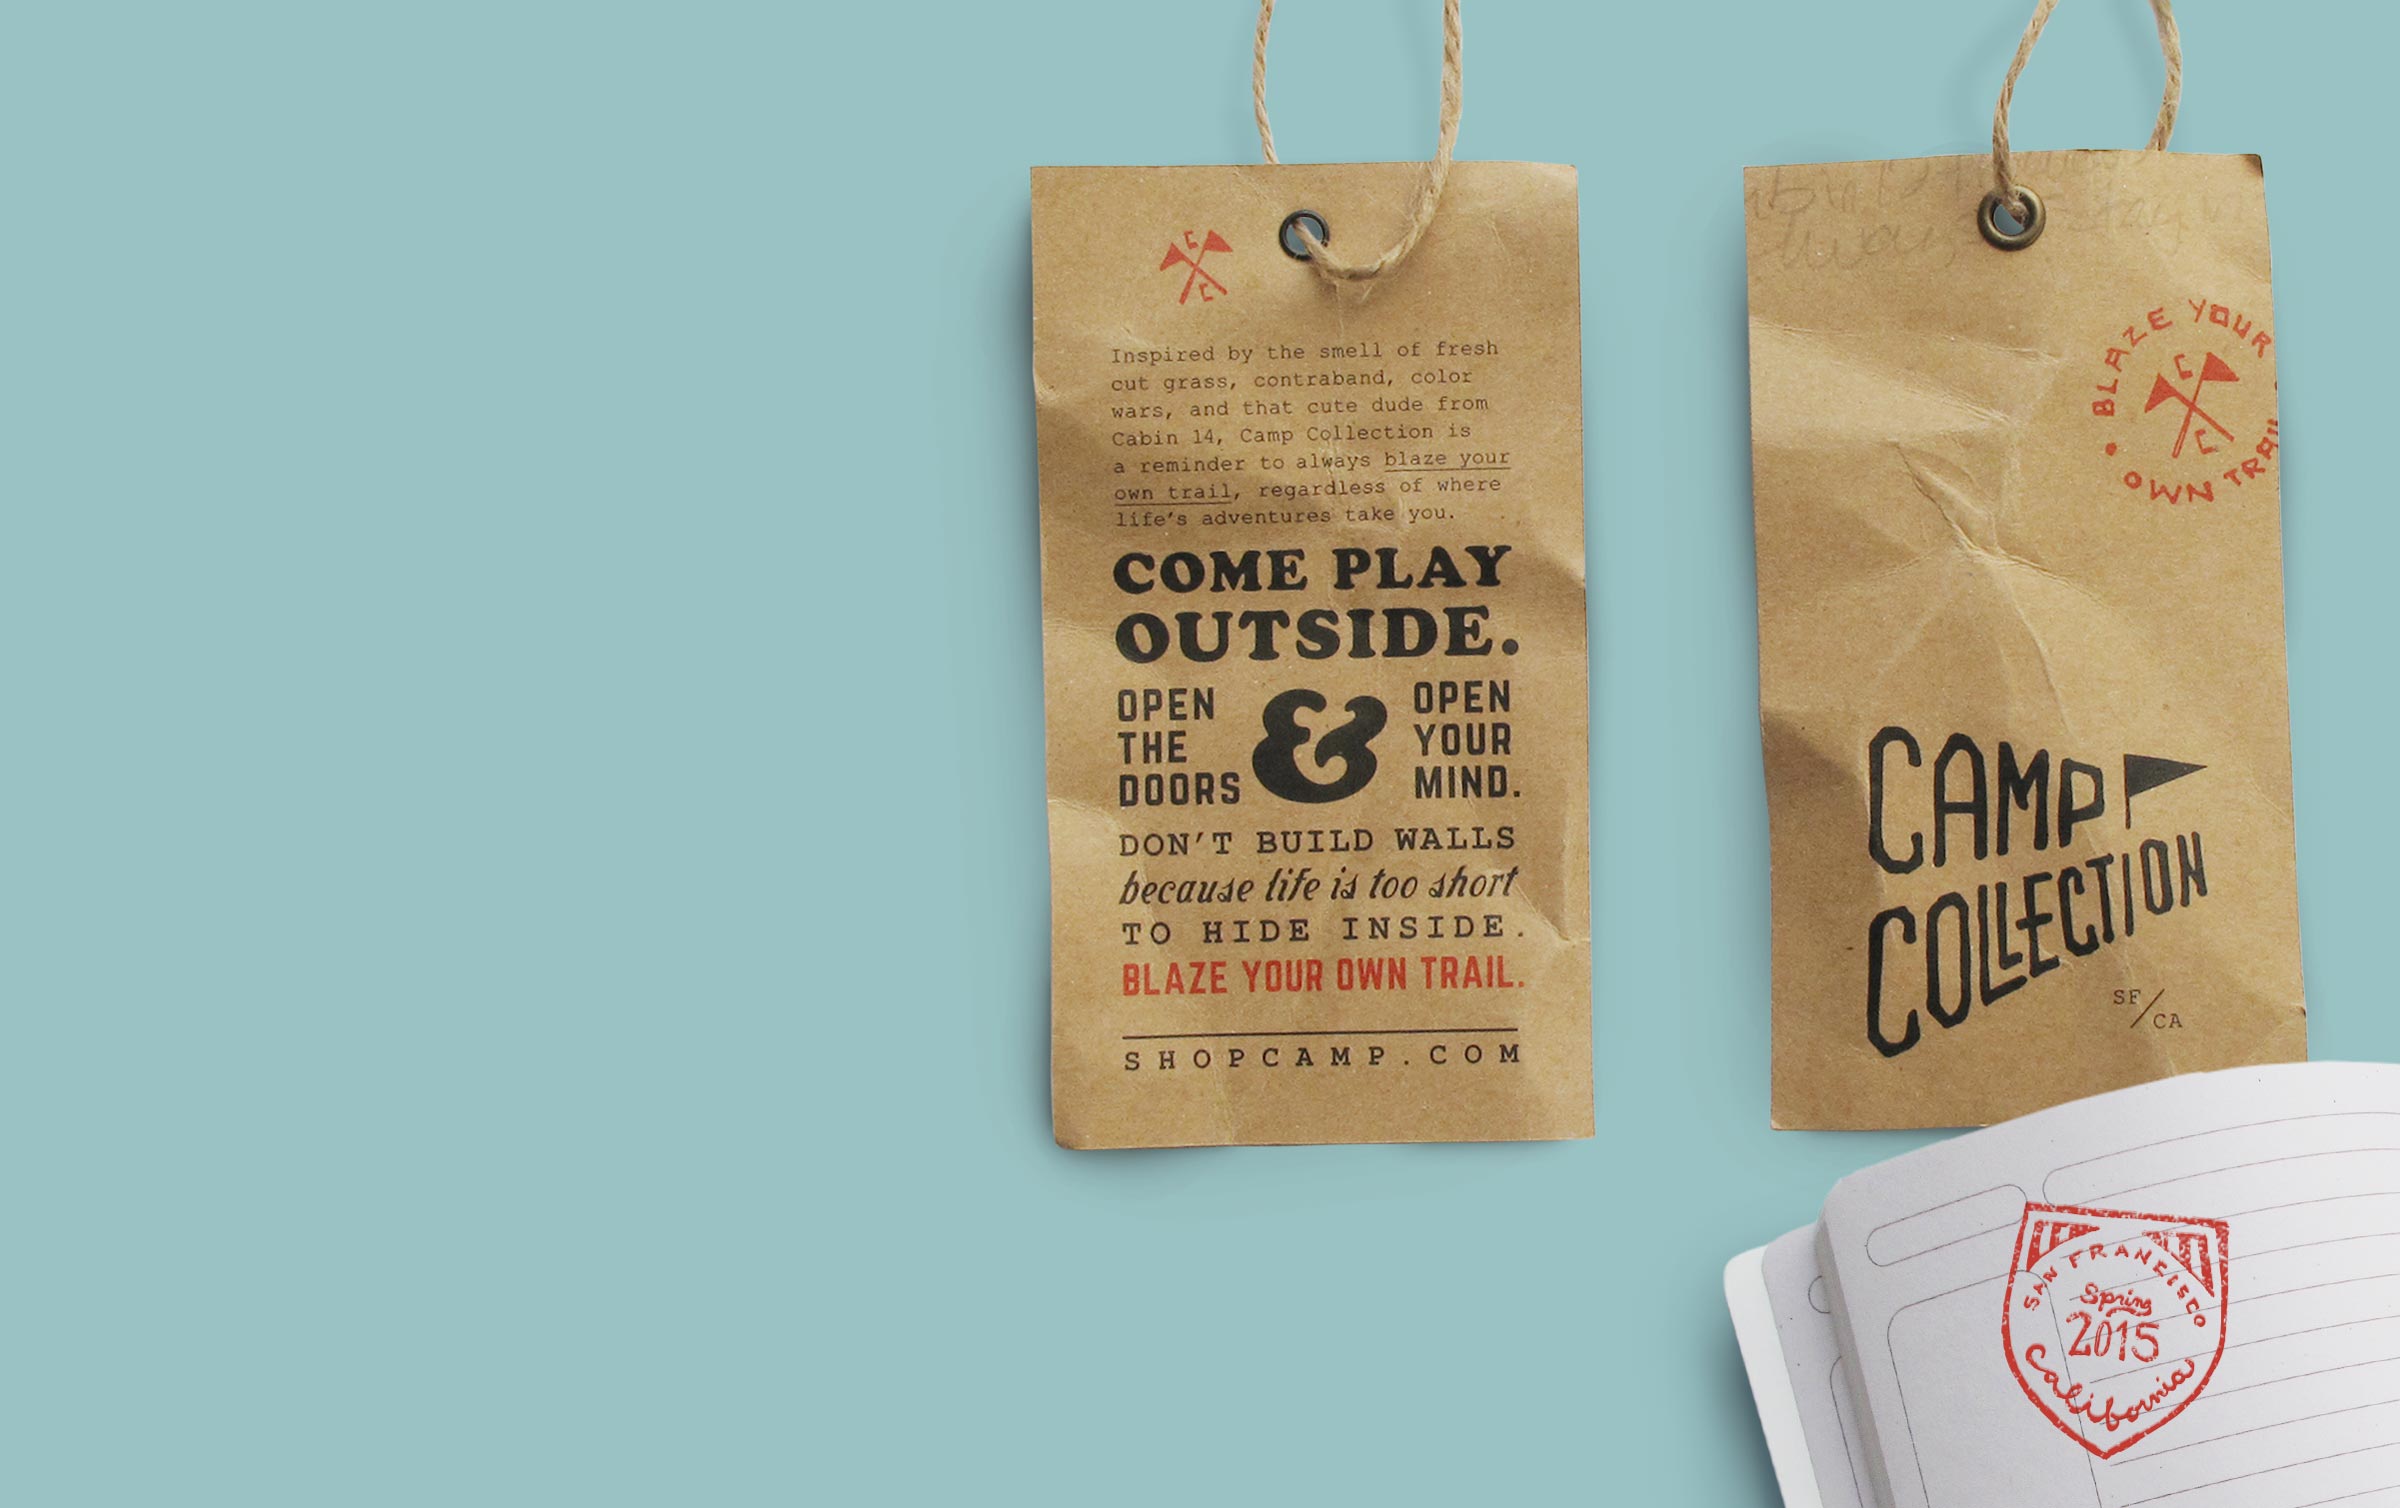 C
C
Inspired by the smell of fresh
cut grass, contraband, color
wars, and that cute dude from
Cabin 14, Camp Collection is
a reminder to always blaze your
own trail, regardless of where
life's adventures take you.
COME PLAY
OUTSIDE.
OPEN
THE
DOORS
&
OPEN
YOUR
MIND.
DON'T BUILD WALLS
because life is too short
TO HIDE INSIDE.
BLAZE YOUR OWN TRAIL.
SHOPCAMP.COM
BLAZE YOUR
C
C
OWN TRAIL
CAMP
COLLECTION
SF/CA
SAN FRANCISCO
Spring
2015
California